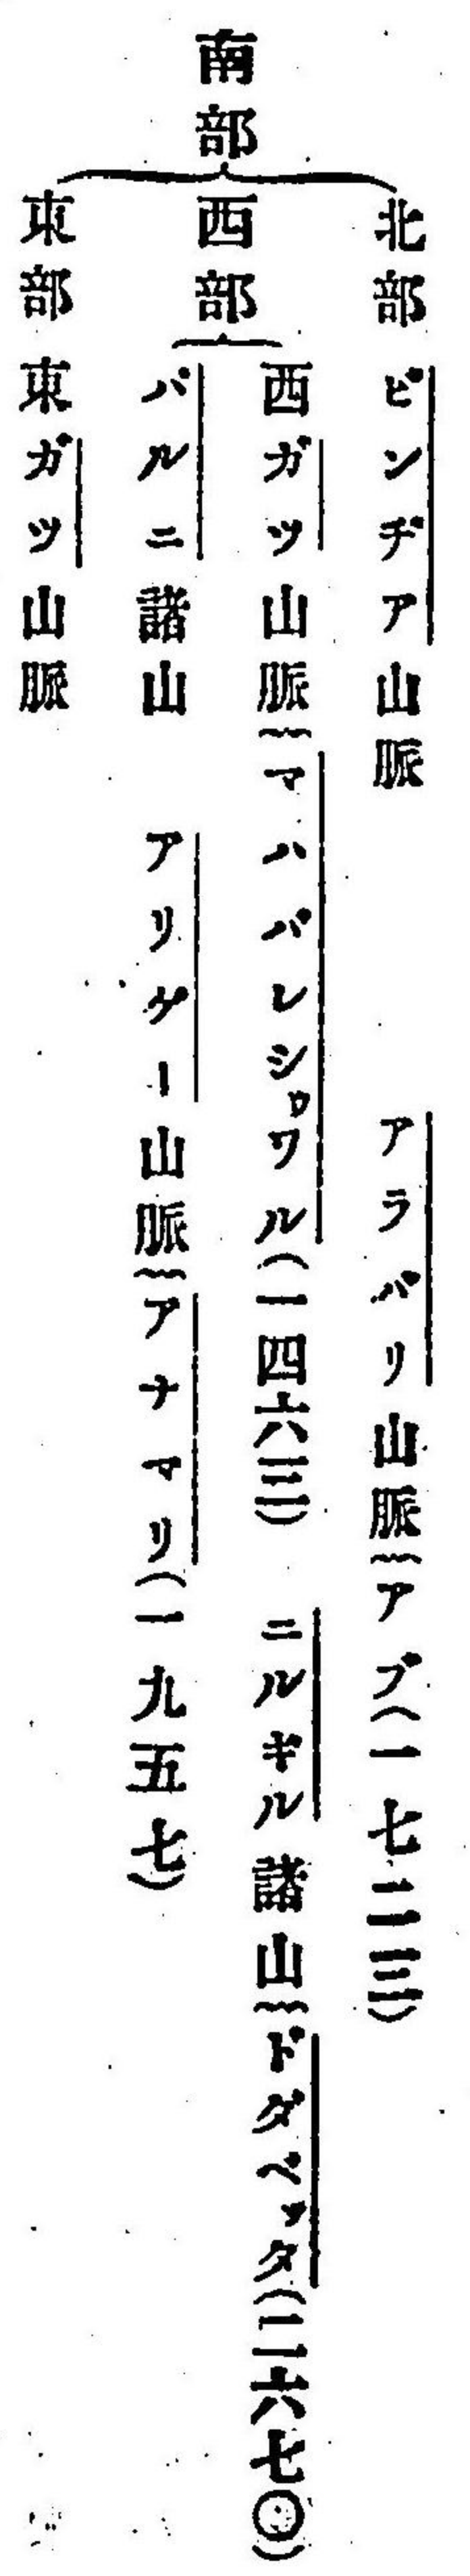 南部
北部 ビンヂア山脈 アラバリ山脈〰アブ(一七二三)
西部
西ガツ山脈〰マハバレシュワル(一四六三) ニルギル諸山〰ドダベッタ(二六七〇)
パルニ諸山 アリゲー山脈〰アナマリ(一九五七)
東部 東ガツ山脈